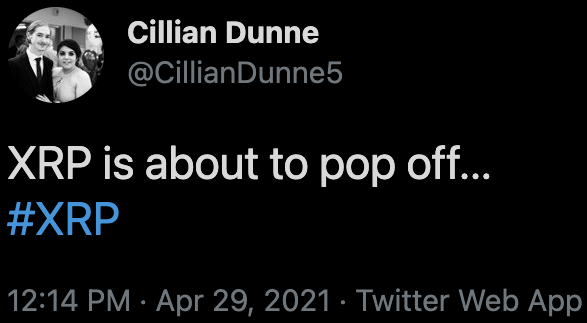 Cillian Dunne
@CillianDunne5
XRP is about to pop off...
#XRP
12:14 PM · Apr 29, 2021 · Twitter Web App